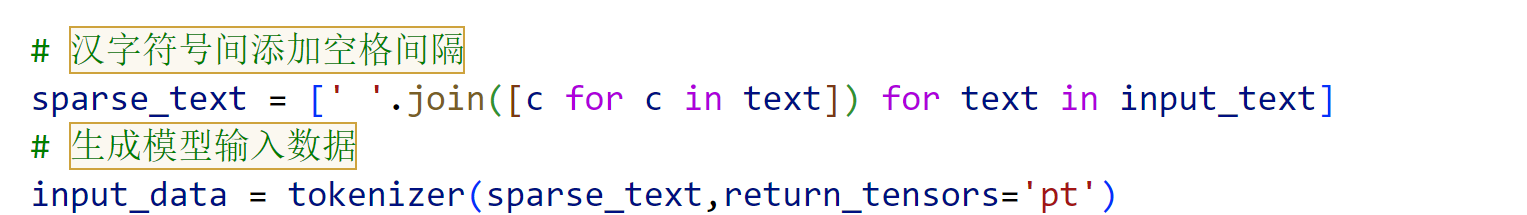 # 汉字符号间添加空格间隔
sparse_text = [' '.join([c for c in text]) for text in input_text]
# 生成模型输入数据
input_data = tokenizer(sparse_text,return_tensors='pt')